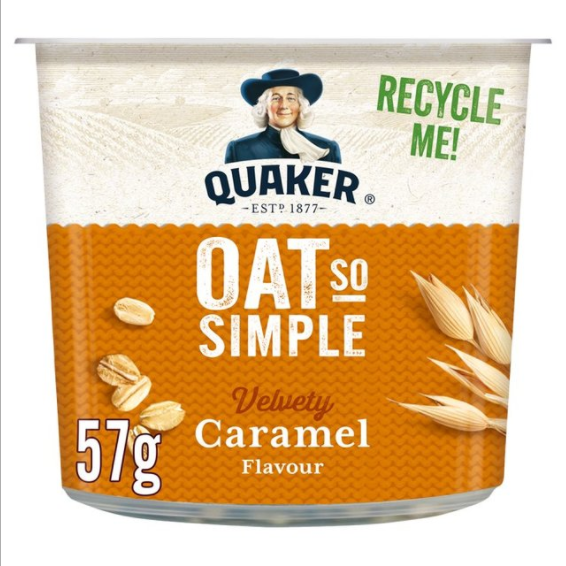 RECYCLE
ME!
QUAKER®
-ESTD 1877-
OAT SO
SIMPLE
Velvety
Caramel
Flavour
57g